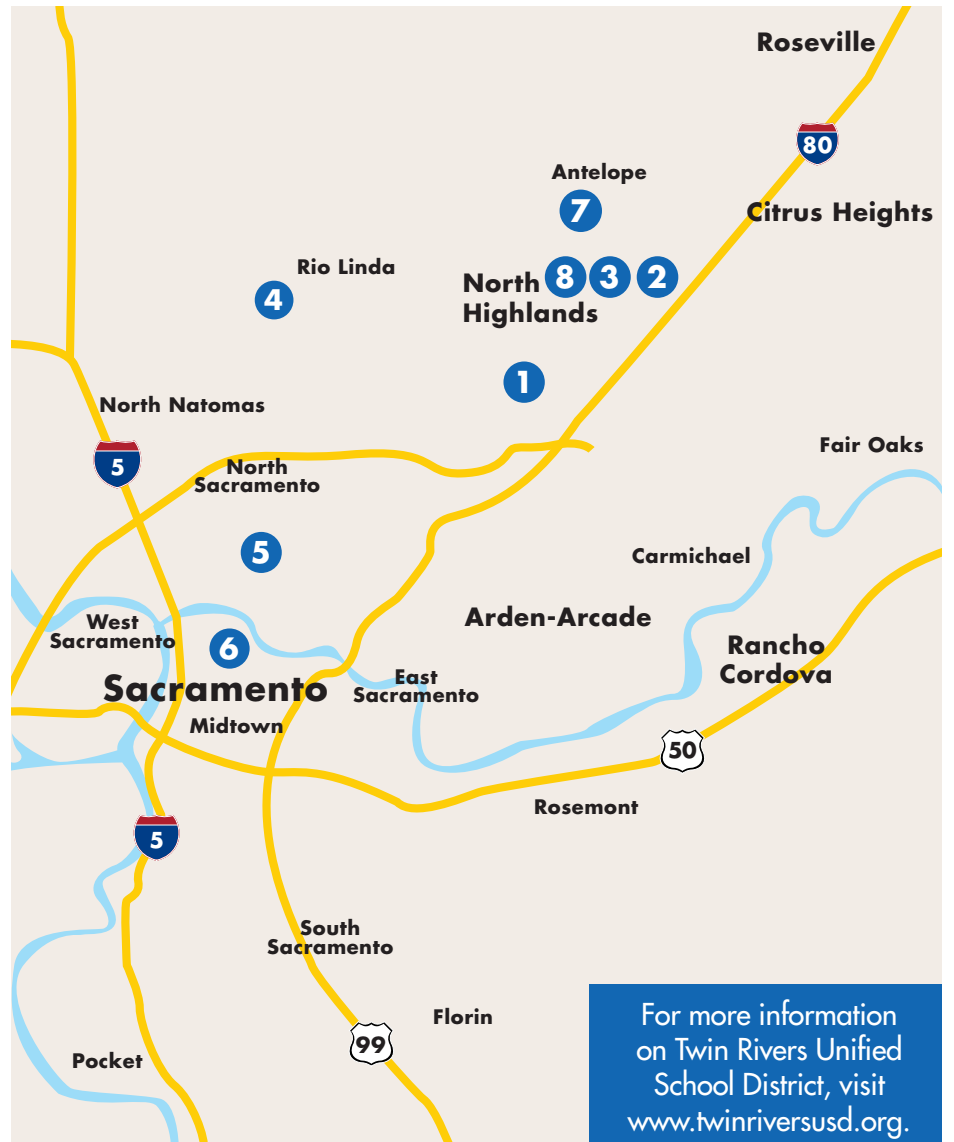 Roseville
80
Antelope
7
Citrus Heights
Rio Linda
4
North
Highlands
8 3 2
1
North Natomas
5
North
Sacramento
Fair Oaks
5
Carmichael
West
Sacramento
6
Arden-Arcade
Rancho
Cordova
Sacramento
East
Sacramento
Midtown
50
Rosemont
5
South
Sacramento
Florin
99
Pocket
For more information
on Twin Rivers Unified
School District, visit
www.twinriversusd.org.